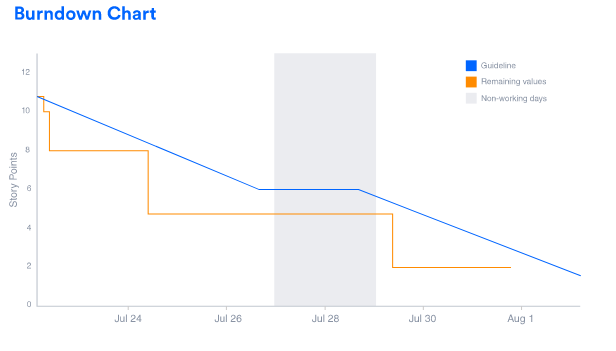 Burndown Chart
Guideline
Remaining values
Non-working days
Story Points
12
10
8
6
4
2
0
Jul 24 Jul 26 Jul 28 Jul 30 Aug 1